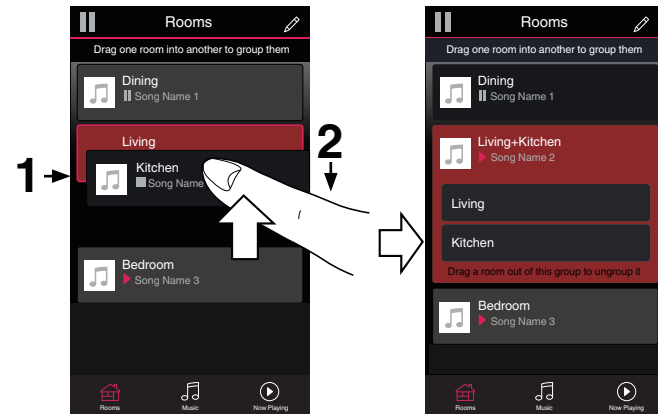 Rooms
Drag one room into another to group them
Dining
Song Name 1
Living
Kitchen
Song Name
1
2
Bedroom
Song Name 3
Rooms
Music
Now Playing
Rooms
Drag one room into another to group them
Dining
Song Name 1
Living+Kitchen
Song Name 2
Living
Kitchen
Drag a room out of this group to ungroup it
Bedroom
Song Name 3
Rooms
Music
Now Playing